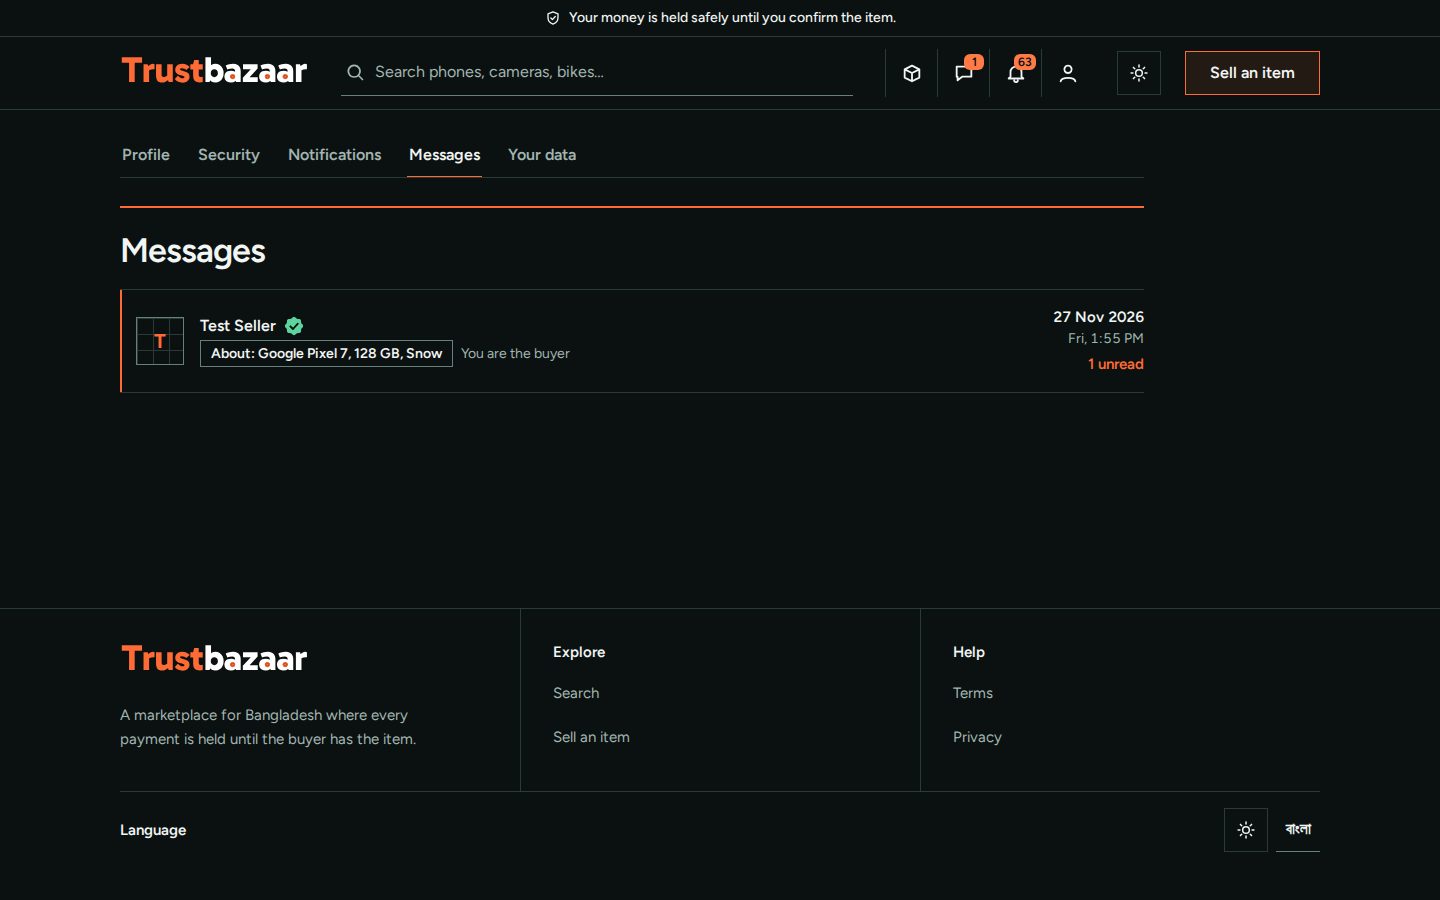 Your money is held safely until you confirm the item.
Trustbazaar
Search phones, cameras, bikes...
1
63
Sell an item
Profile
Security
Notifications
Messages
Your data
Messages
T
Test Seller
About: Google Pixel 7, 128 GB, Snow
You are the buyer
27 Nov 2026
Fri, 1:55 PM
1 unread
Trustbazaar
A marketplace for Bangladesh where every
payment is held until the buyer has the item.
Explore
Search
Sell an item
Help
Terms
Privacy
Language
বাংলা